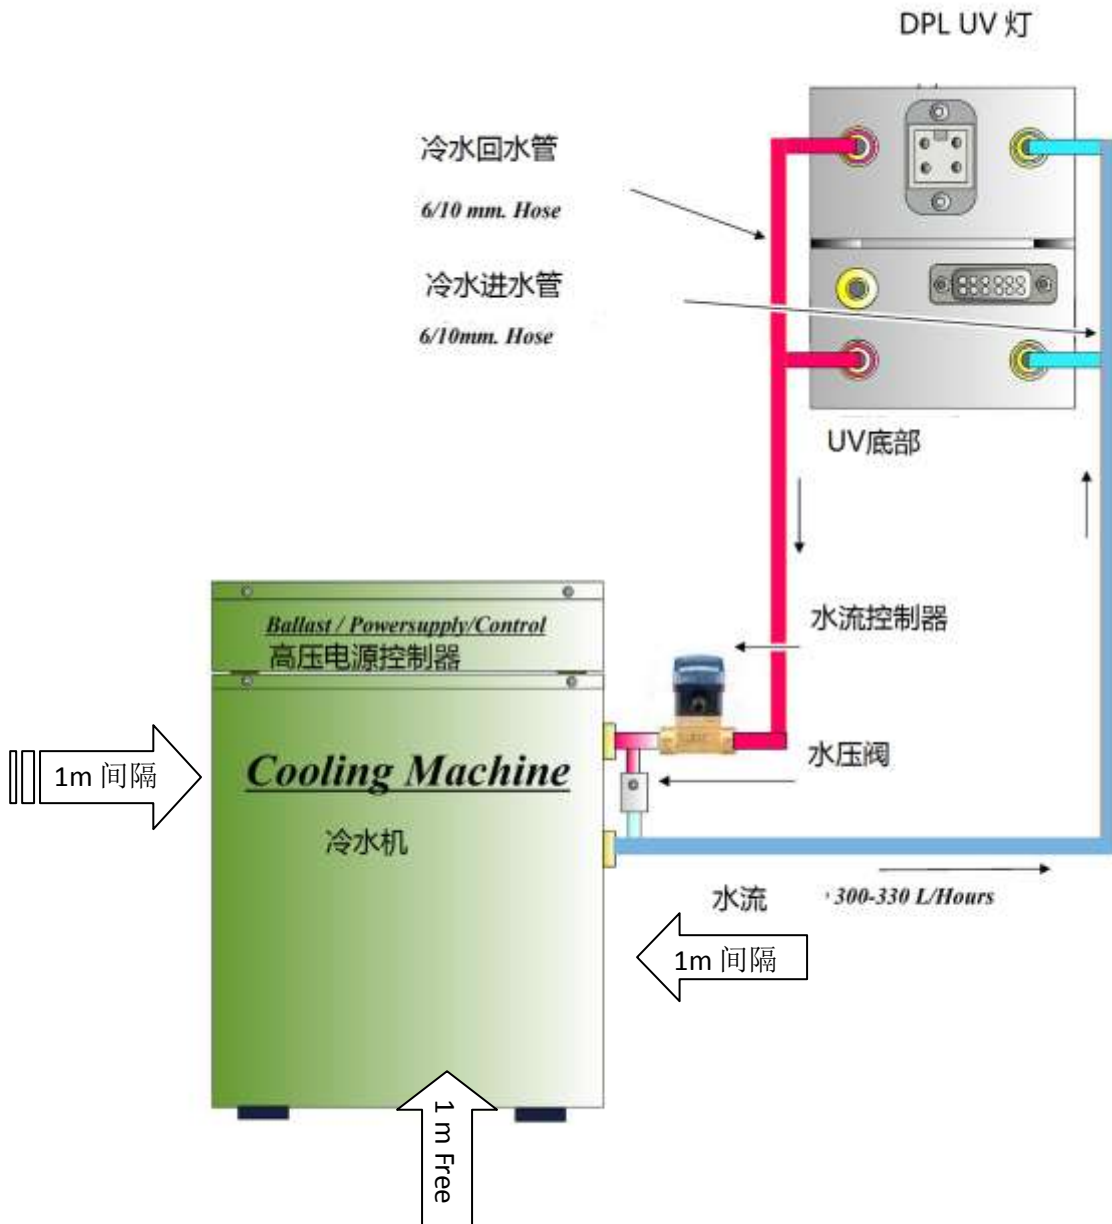 DPL UV 灯
冷水回水管
6/10 mm. Hose
冷水进水管
6/10mm. Hose
UV底部
水流控制器
Ballast / Powersupply/Control
高压电源控制器
水压阀
1m 间隔
Cooling Machine
冷水机
水流 300-330 L/Hours
1m 间隔
1 m Free